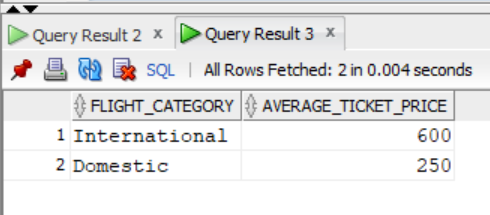 Query Result 2 x Query Result 3 x
SQL | All Rows Fetched: 2 in 0.004 seconds
FLIGHT_CATEGORY AVERAGE_TICKET_PRICE
1 International 600
2 Domestic 250